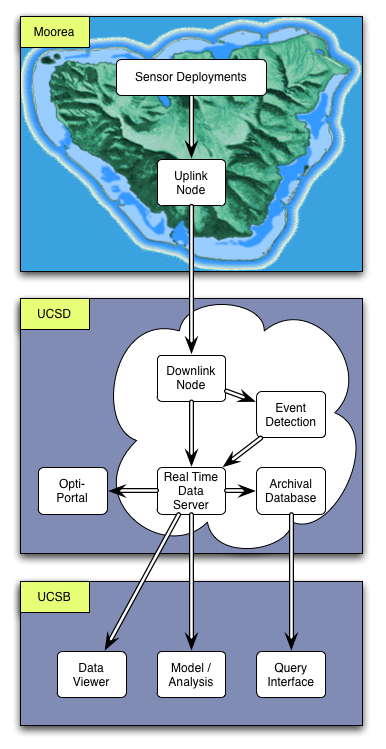 Moorea
Sensor Deployments
Uplink
Node
UCSD
Downlink
Node
Event
Detection
Opti-
Portal
Real Time
Data
Server
Archival
Database
UCSB
Data
Viewer
Model /
Analysis
Query
Interface